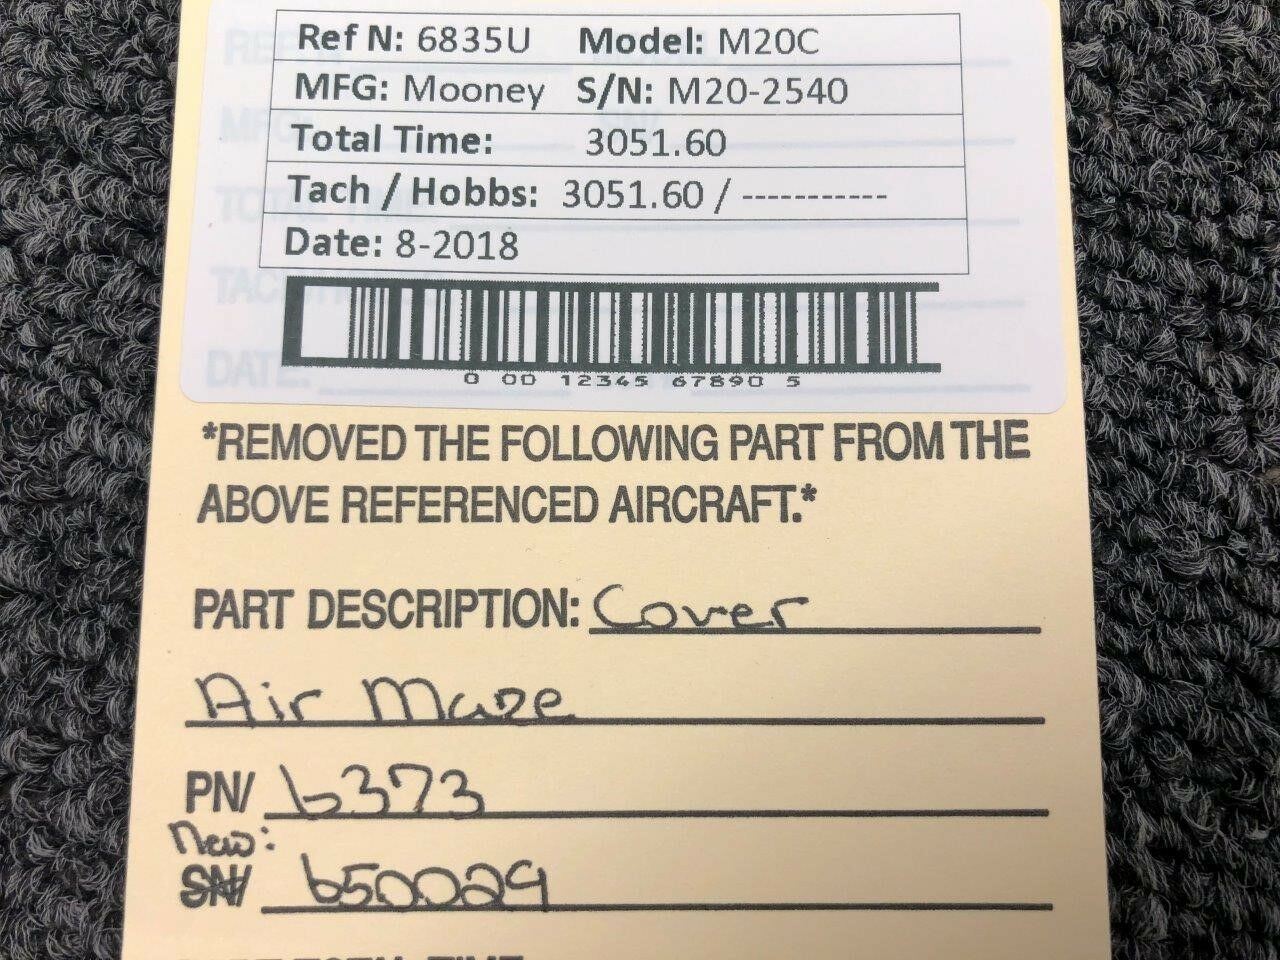 Ref N: 6835U Model: M20C
MFG: Mooney S/N: M20-2540
Total Time: 3051.60
Tach / Hobbs: 3051.60 / -----------
Date: 8-2018
0 00 12345 67890 5
*REMOVED THE FOLLOWING PART FROM THE
ABOVE REFERENCED AIRCRAFT.*
PART DESCRIPTION: Cover
Air Maze
PN/ 6373
New:
SN/ 650029